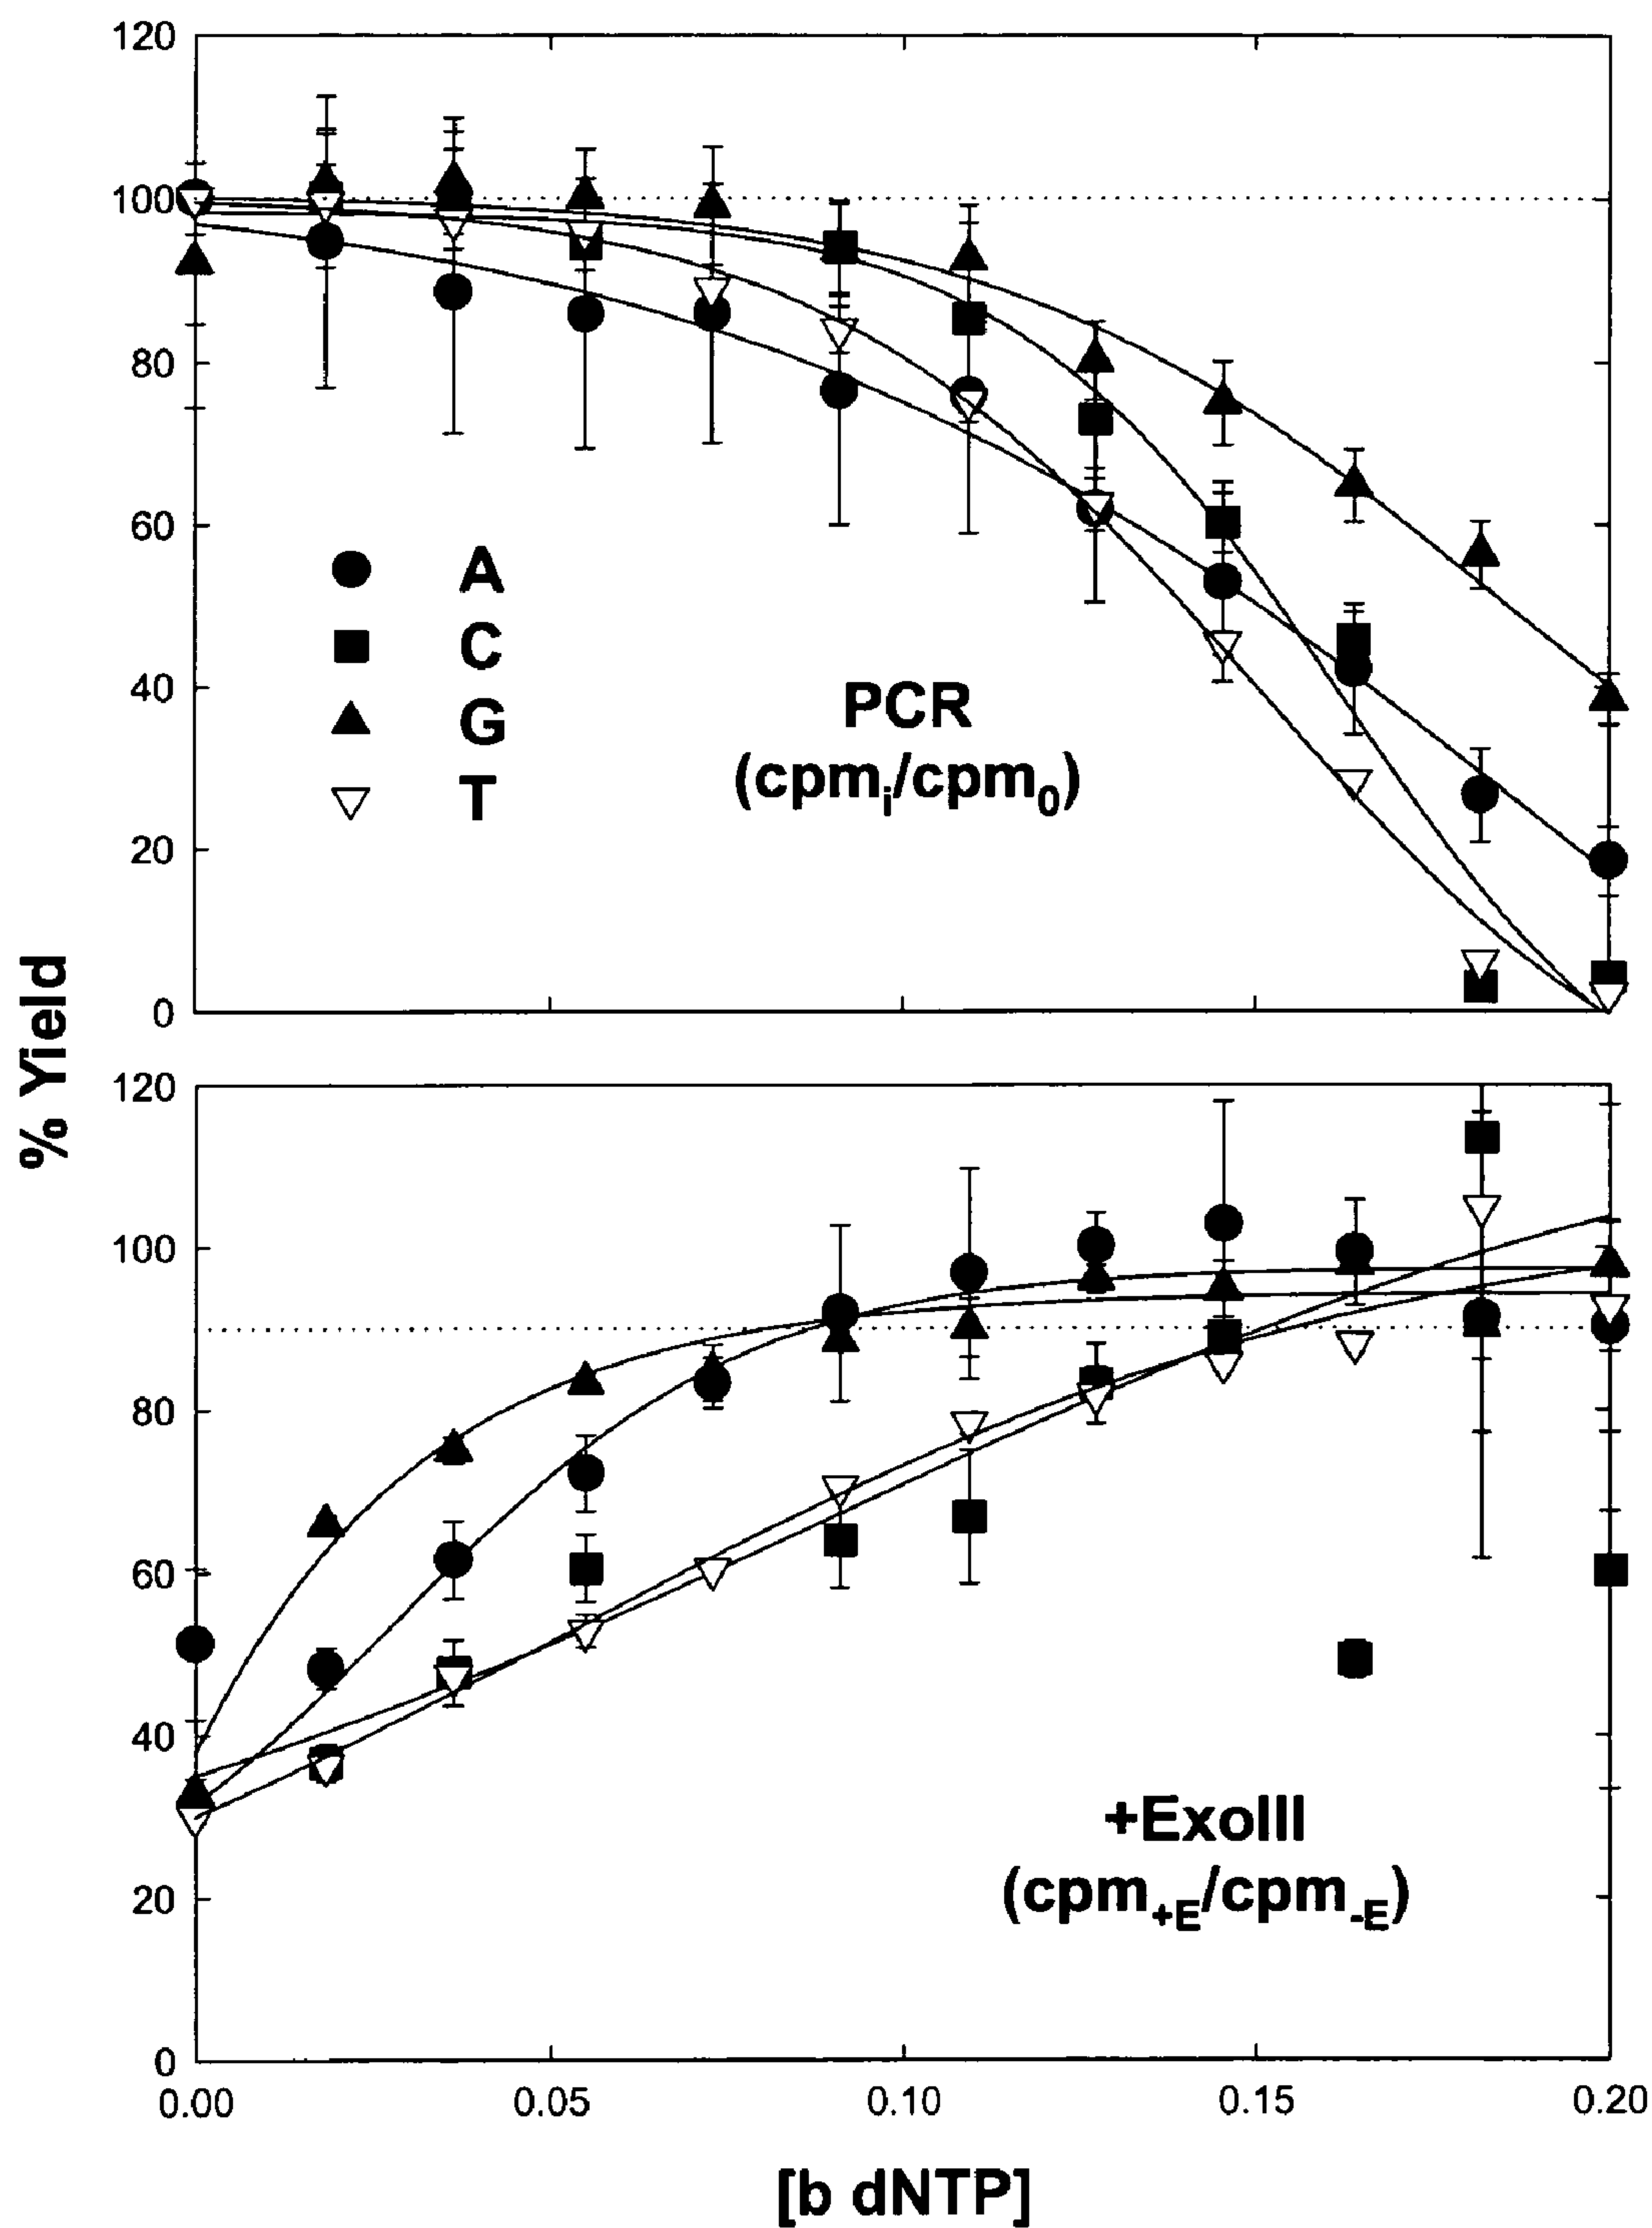 % Yield
120
100
80
60
40
20
0
A
C
G
T
PCR
(cpmi/cpm0)
120
100
80
60
40
20
0
+ExoIII
(cpm+E/cpm-E)
0.00 0.05 0.10 0.15 0.20
[b dNTP]